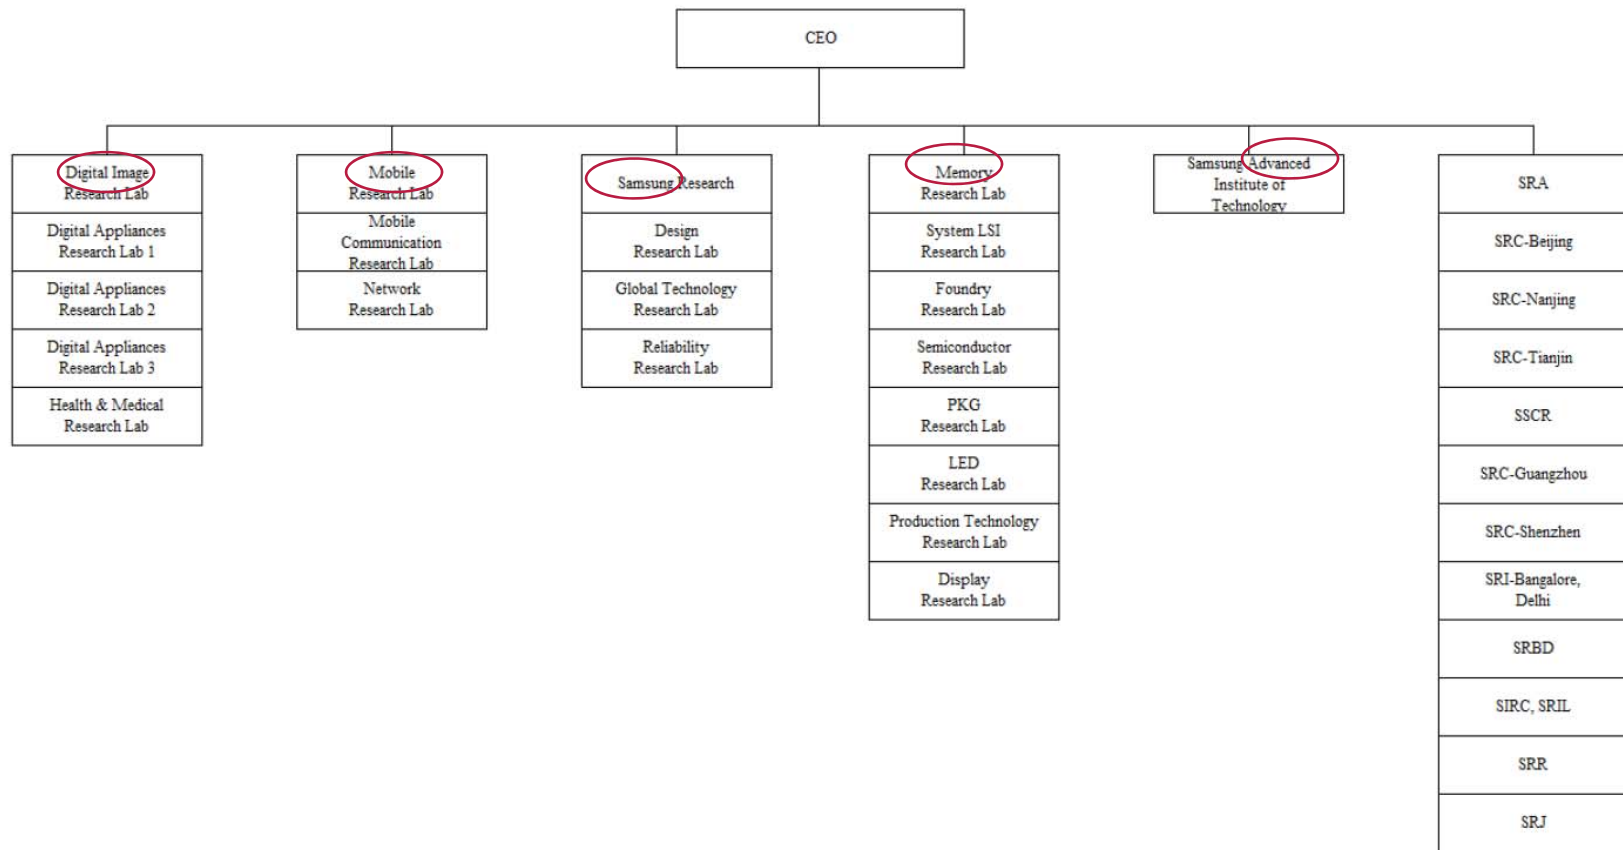 CEO
Digital Image
Research Lab
Digital Appliances
Research Lab 1
Digital Appliances
Research Lab 2
Digital Appliances
Research Lab 3
Health & Medical
Research Lab
Mobile
Research Lab
Mobile
Communication
Research Lab
Network
Research Lab
Samsung Research
Design
Research Lab
Global Technology
Research Lab
Reliability
Research Lab
Memory
Research Lab
System LSI
Research Lab
Foundry
Research Lab
Semiconductor
Research Lab
PKG
Research Lab
LED
Research Lab
Production Technology
Research Lab
Display
Research Lab
Samsung Advanced
Institute of
Technology
SRA
SRC-Beijing
SRC-Nanjing
SRC-Tianjin
SSCR
SRC-Guangzhou
SRC-Shenzhen
SRI-Bangalore,
Delhi
SRBD
SIRC, SRIL
SRR
SRJ